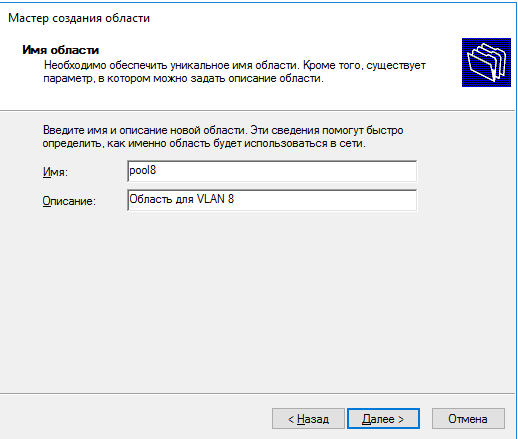 Мастер создания области
Имя области
Необходимо обеспечить уникальное имя области. Кроме того, существует
параметр, в котором можно задать описание области.
Введите имя и описание новой области. Эти сведения помогут быстро
определить, как именно область будет использоваться в сети.
Имя: pool8
Описание: Область для VLAN 8
< Назад Далее > Отмена